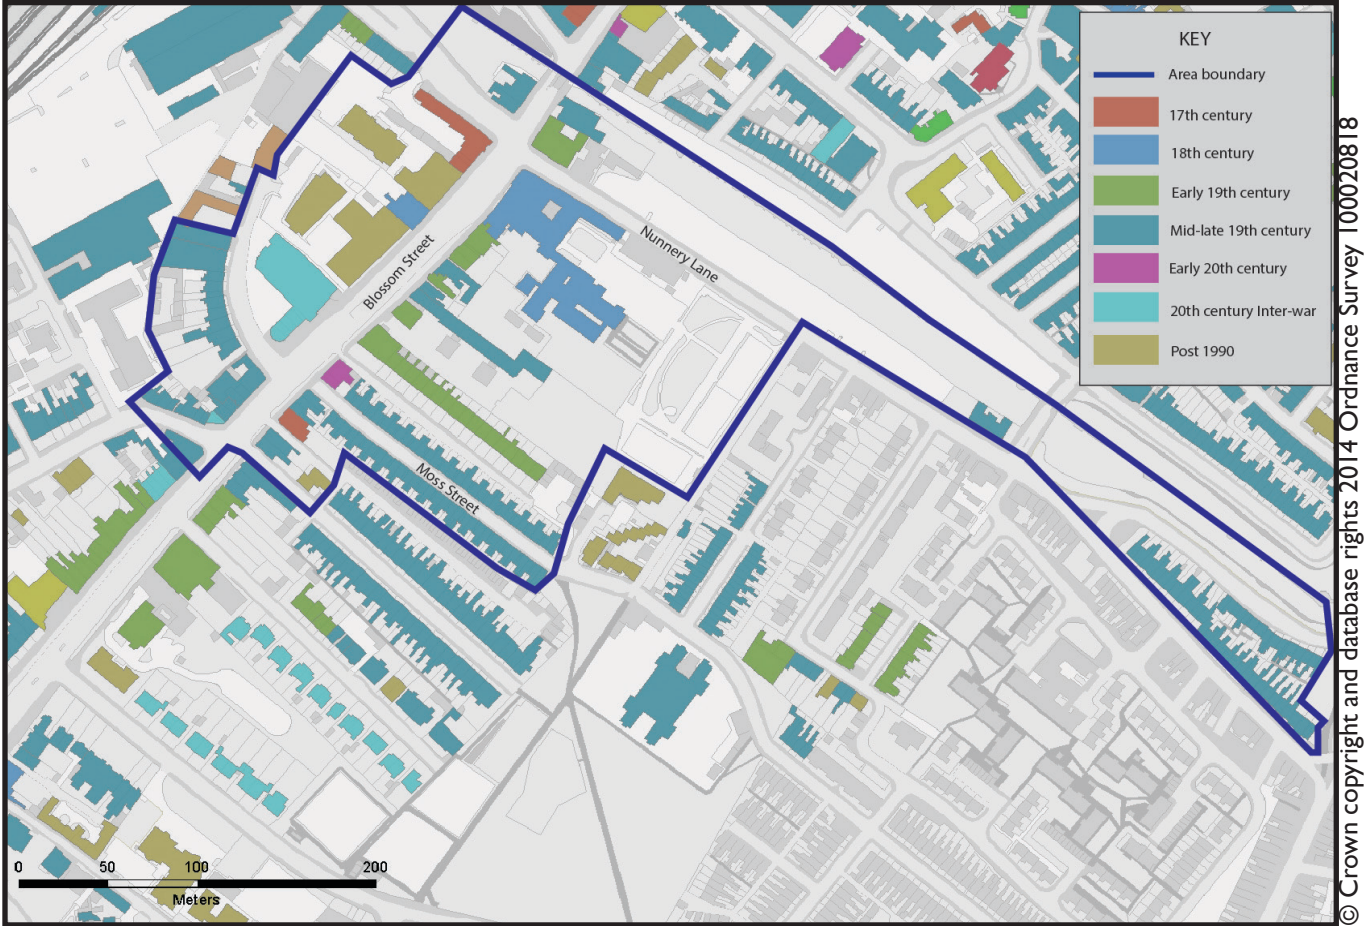 KEY
Area boundary
17th century
18th century
Early 19th century
Mid-late 19th century
Early 20th century
20th century Inter-war
Post 1990
Nunnery Lane
Blossom Street
Moss Street
0 50 100 200
Meters
© Crown copyright and database rights 2014 Ordnance Survey 100020818